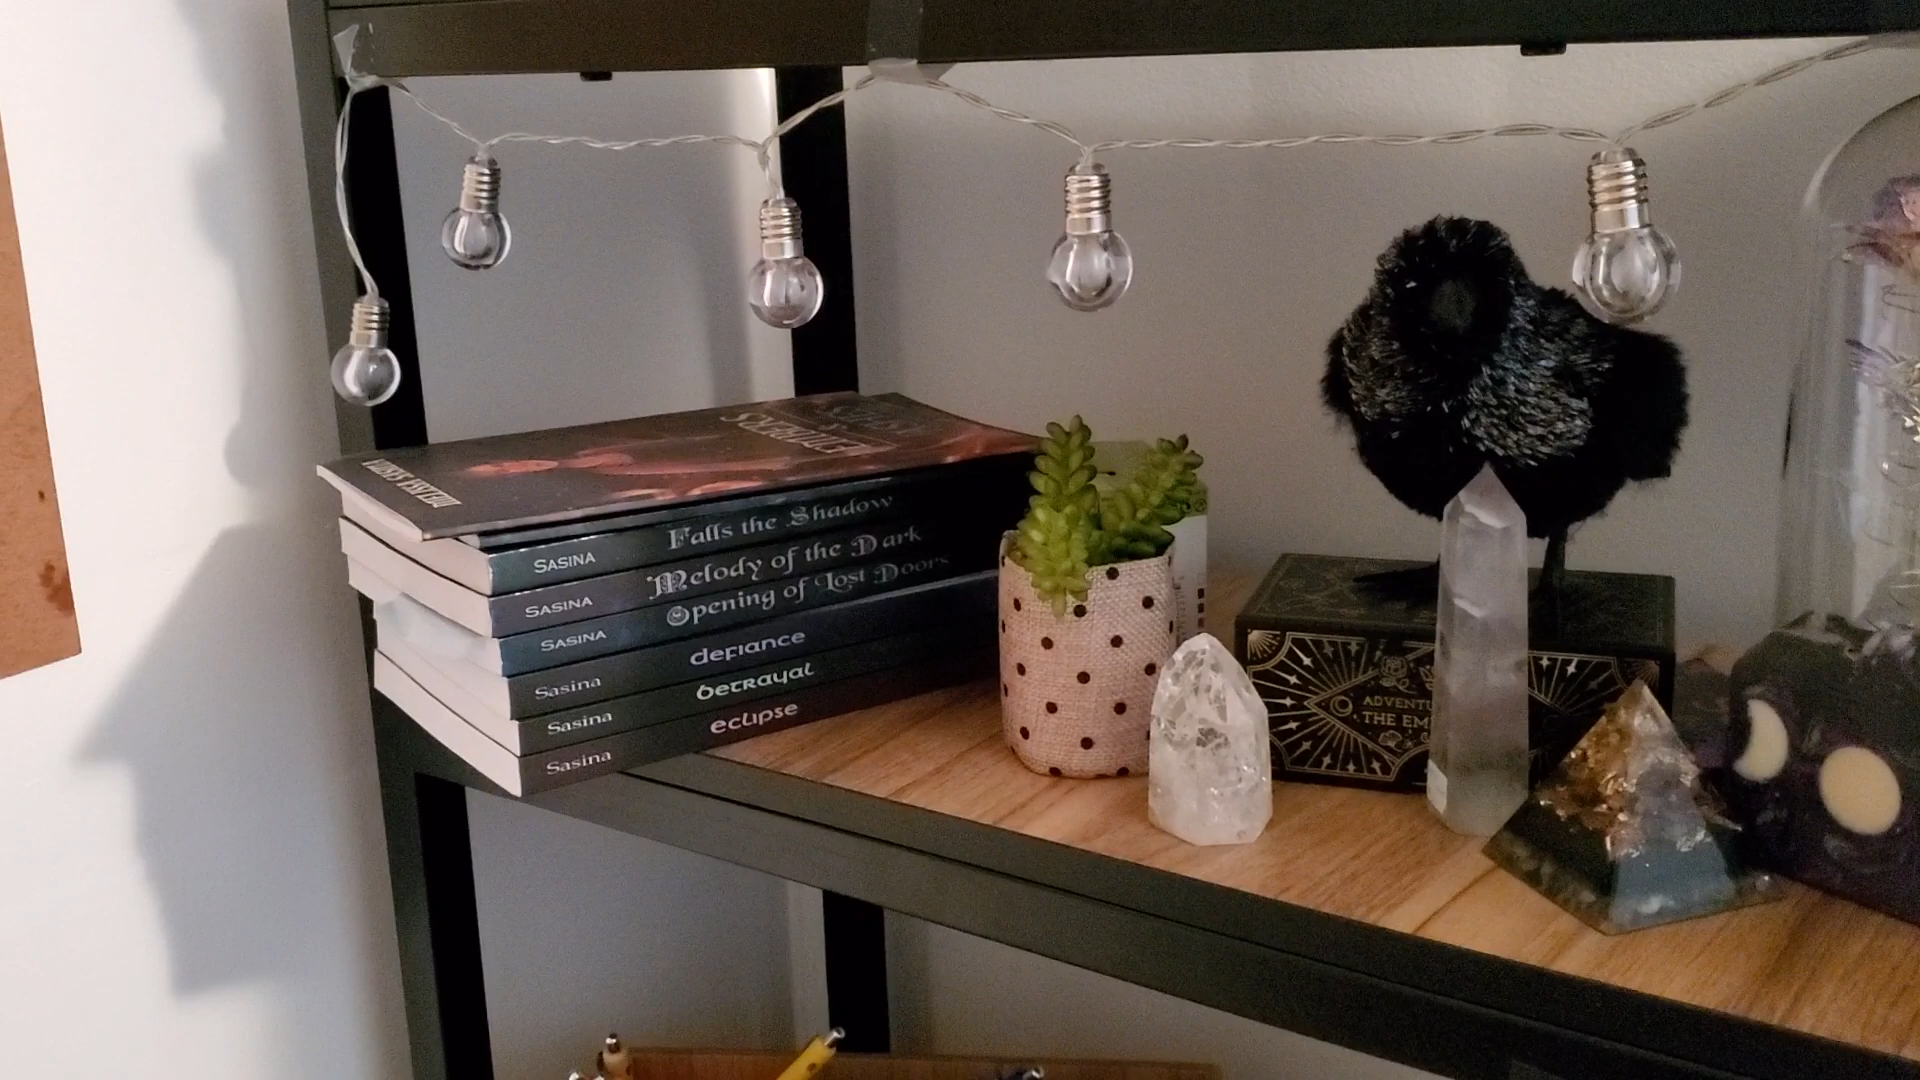 Sasina
Falls the Shadow
Sasina
Melody of the Dark
Sasina
Opening of Lost Doors
Sasina
defiance
Sasina
betrayal
Sasina
eclipse
ADVENTU
THE EM